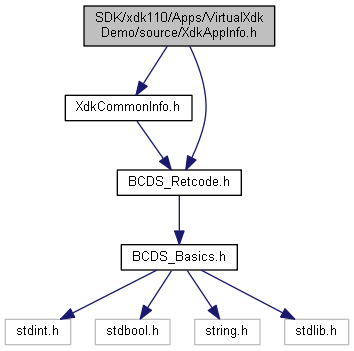 SDK/xdk110/Apps/VirtualXdk
Demo/source/XdkAppInfo.h
XdkCommonInfo.h
BCDS_Retcode.h
BCDS_Basics.h
stdint.h
stdbool.h
string.h
stdlib.h